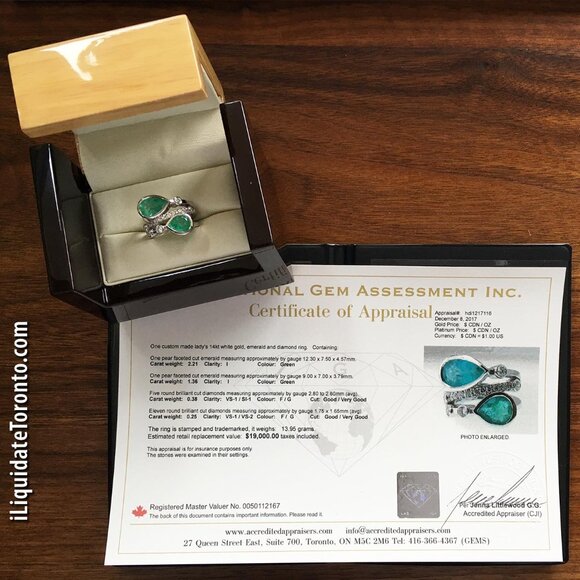 iLiquidateToronto.com
ONAL GEM ASSESSMENT INC.
Certificate of Appraisal
Appraisal#: hdi1217116
December 8, 2017
Gold Price: $ CDN / OZ
Platinum Price: $ CDN / OZ
$ CDN = $1.00 US
One custom made lady's 14kt white gold, emerald and diamond ring. Containing:
One pear faceted cut emerald measuring approximately by gauge 12.30 x 7.50 x 4.57mm.
Carat weight: 2.21 Clarity: I Colour: Green
One pear faceted cut emerald measuring approximately by gauge 9.00 x 7.00 x 3.79mm.
Carat weight: 1.36 Clarity: I Colour: Green
Five round brilliant cut diamonds measuring approximately by gauge 2.80 to 2.60mm (avg).
Carat weight: 0.38 Clarity: VS-1 / SI-1 Colour: F / G Cut: Good / Very Good
Eleven round brilliant cut diamonds measuring approximately by gauge 1.75 x 1.65mm (avg).
Carat weight: 0.25 Clarity: VS-1 / VS-2 Colour: F / G Cut: Good / Very Good
The ring is stamped and trademarked, it weighs: 13.95 grams.
Estimated retail replacement value: $19,000.00 taxes included.
This appraisal is for insurance purposes only.
The stones were examined in their settings.
PHOTO ENLARGED
Registered Master Valuer No. 0050112167
The back of this document contains important information. Please read it.
Per Jenna Littlewood G.G.
Accredited Appraiser (CJI)
www.accreditedappraisers.com info@accreditedappraisers.com
27 Queen Street East, Suite 700, Toronto, ON M5C 2M6 Tel: 416-366-4367 (GEMS)